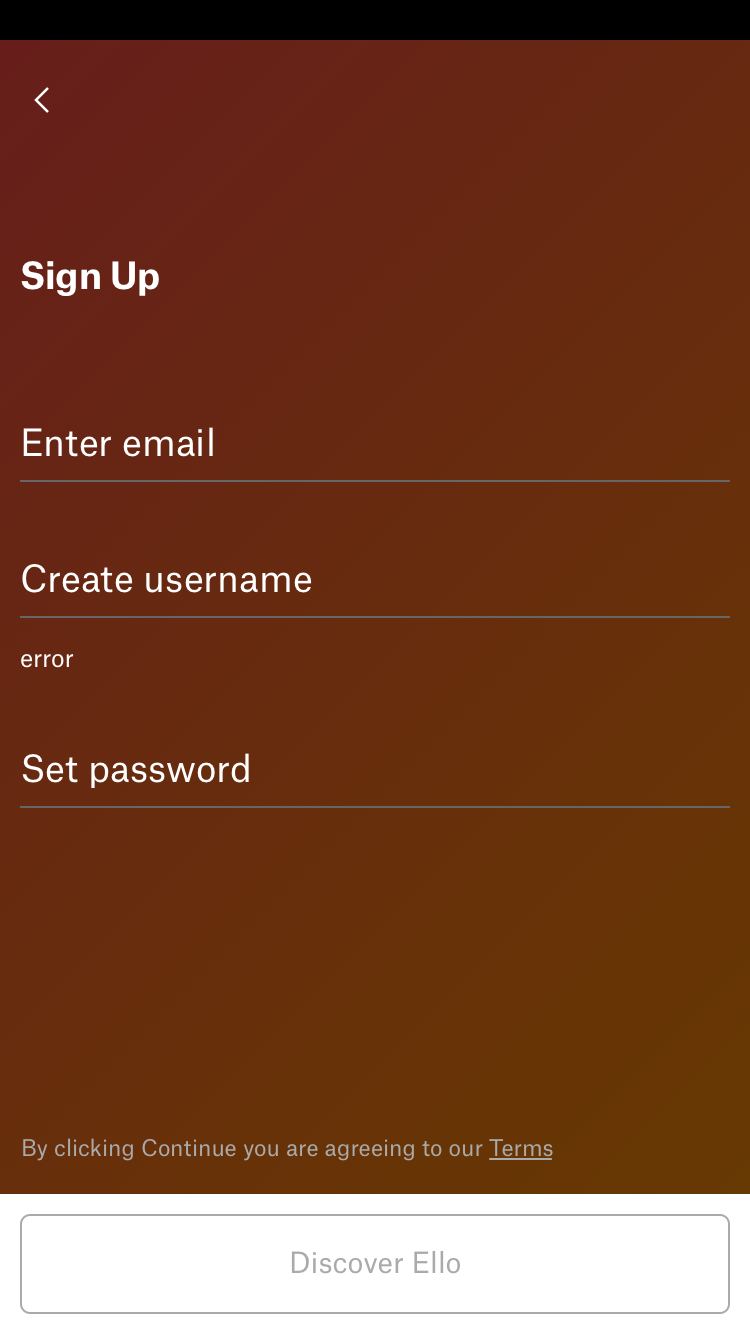 Sign Up
Enter email
Create username
error
Set password
By clicking Continue you are agreeing to our Terms
Discover Ello